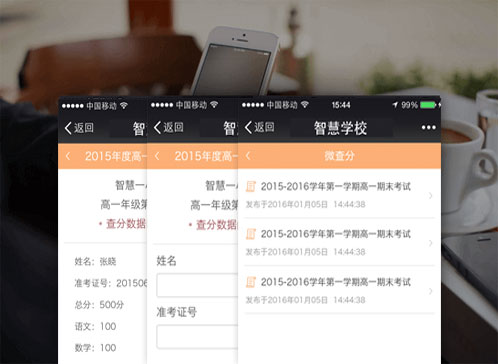 中国移动
返回
智
2015年度高一
智慧一
高一年级第
• 查分数据
姓名：张晓
准考证号：201506
总分：500分
语文：100
数学：100
中国移动
返回
智
2015年度高一
智慧一
高一年级第
• 查分数据
姓名
准考证号
中国移动 15:44 99%
返回 智慧学校 •••
微查分
2015-2016学年第一学期高一期末考试
发布于2016年01月05日 14:44:38
2015-2016学年第一学期高一期末考试
发布于2016年01月05日 14:44:38
2015-2016学年第一学期高一期末考试
发布于2016年01月05日 14:44:38